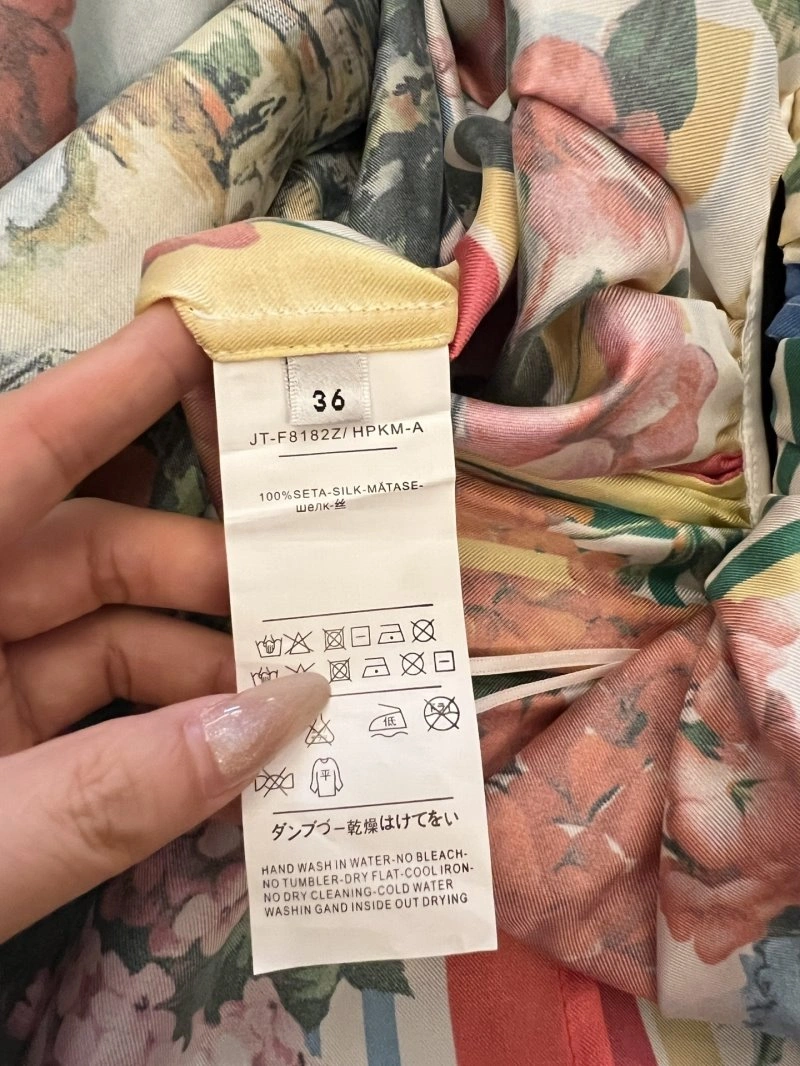 36
JT-F8182Z/HPKM-A
100%SETA-SILK-MĂTASE-
шелк-丝
低
平
ダンブづー乾燥はけてをい
HAND WASH IN WATER-NO BLEACH-
NO TUMBLER-DRY FLAT-COOL IRON-
NO DRY CLEANING-COLD WATER
WASHIN GAND INSIDE OUT DRYING